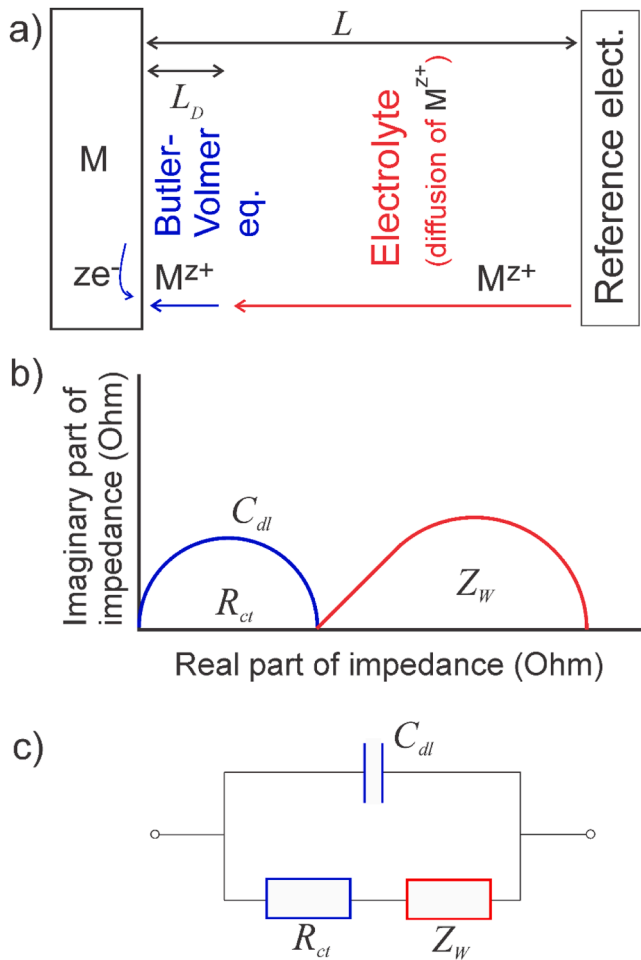 a)
L
L_D
M
Butler-
Volmer
eq.
Electrolyte
(diffusion of M^z+)
Reference elect.
ze-
M^z+
M^z+
b)
Imaginary part of
impedance (Ohm)
C_dl
R_ct
Z_W
Real part of impedance (Ohm)
c)
C_dl
R_ct
Z_W